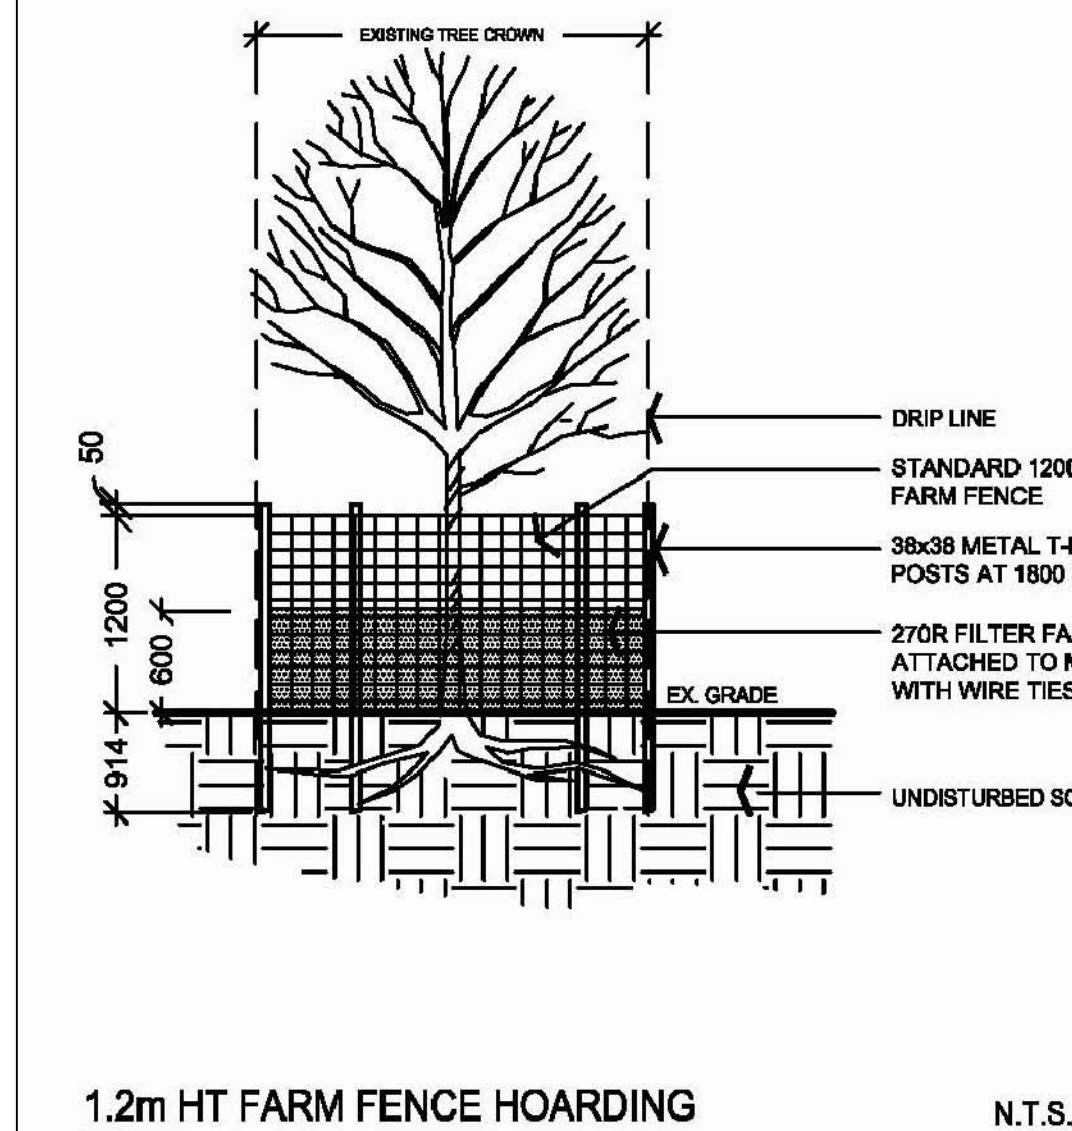 EXISTING TREE CROWN
50
1200
600
914
DRIP LINE
STANDARD 1200
FARM FENCE
38x38 METAL T-
POSTS AT 1800
270R FILTER FA
ATTACHED TO M
WITH WIRE TIES
EX. GRADE
UNDISTURBED SO
1.2m HT FARM FENCE HOARDING
N.T.S.